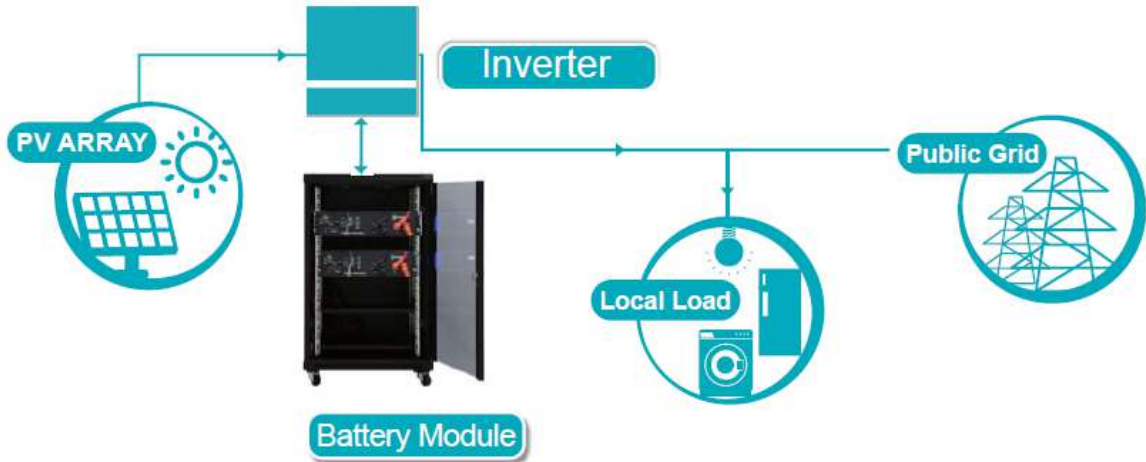 Inverter
PV ARRAY
Public Grid
Local Load
Battery Module